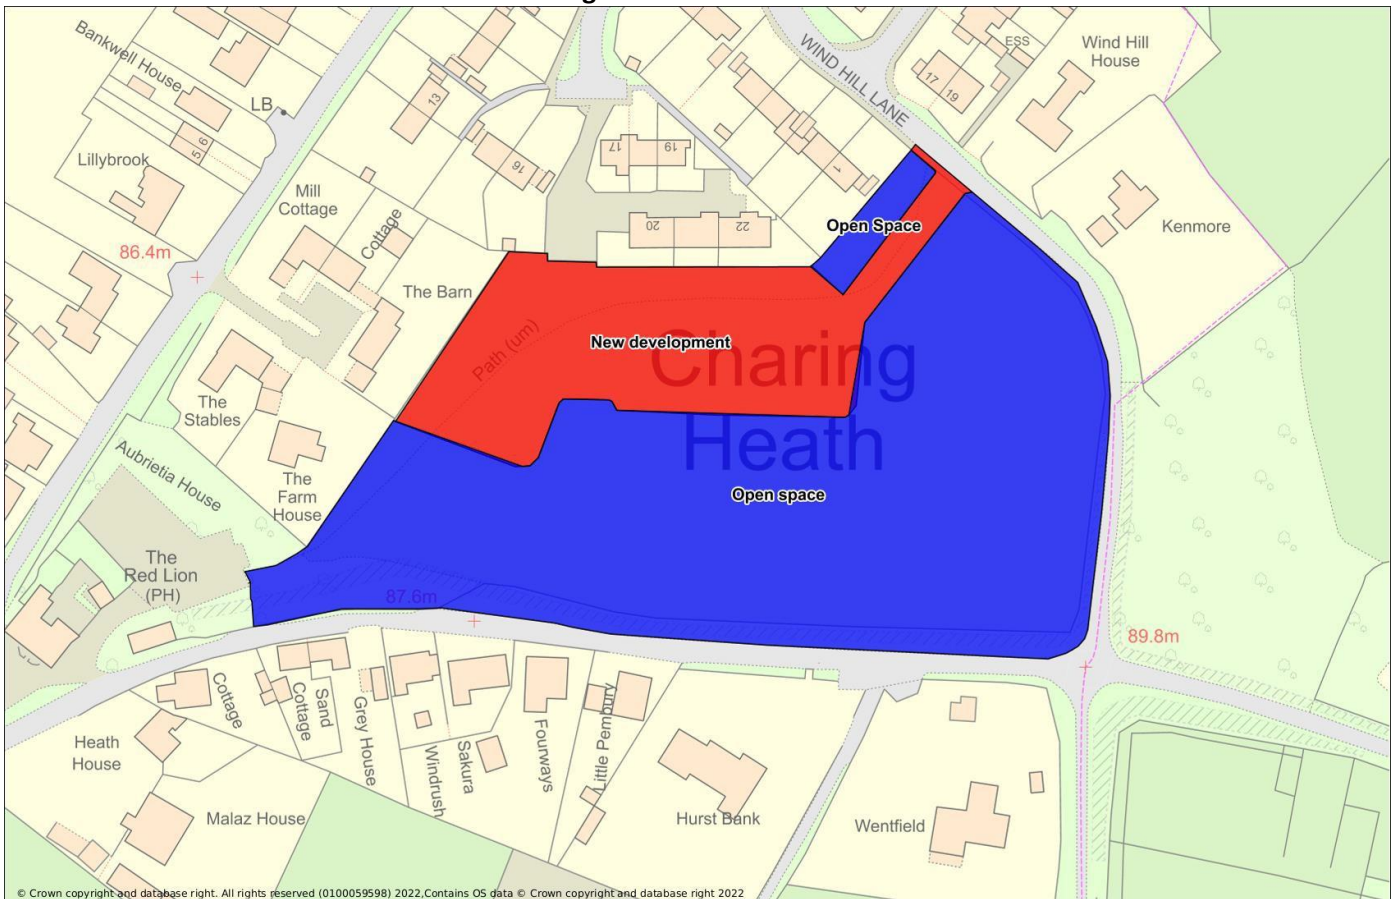 Bankwell House
LB
13
5
6
Lillybrook
16
17
19
WIND HILL LANE
ESS
17
19
Wind Hill
House
1
Mill
Cottage
Cottage
20
22
Open Space
Kenmore
86.4m
The Barn
Path (um)
New development
Charing
Heath
The
Stables
Aubrietia House
The
Farm
House
Open space
The
Red Lion
(PH)
87.6m
89.8m
Cottage
Sand
Cottage
Grey House
Windrush
Sakura
Fourways
Little Pembury
Heath
House
Malaz House
Hurst Bank
Wentfield
© Crown copyright and database right. All rights reserved (0100059598) 2022,Contains OS data © Crown copyright and database right 2022